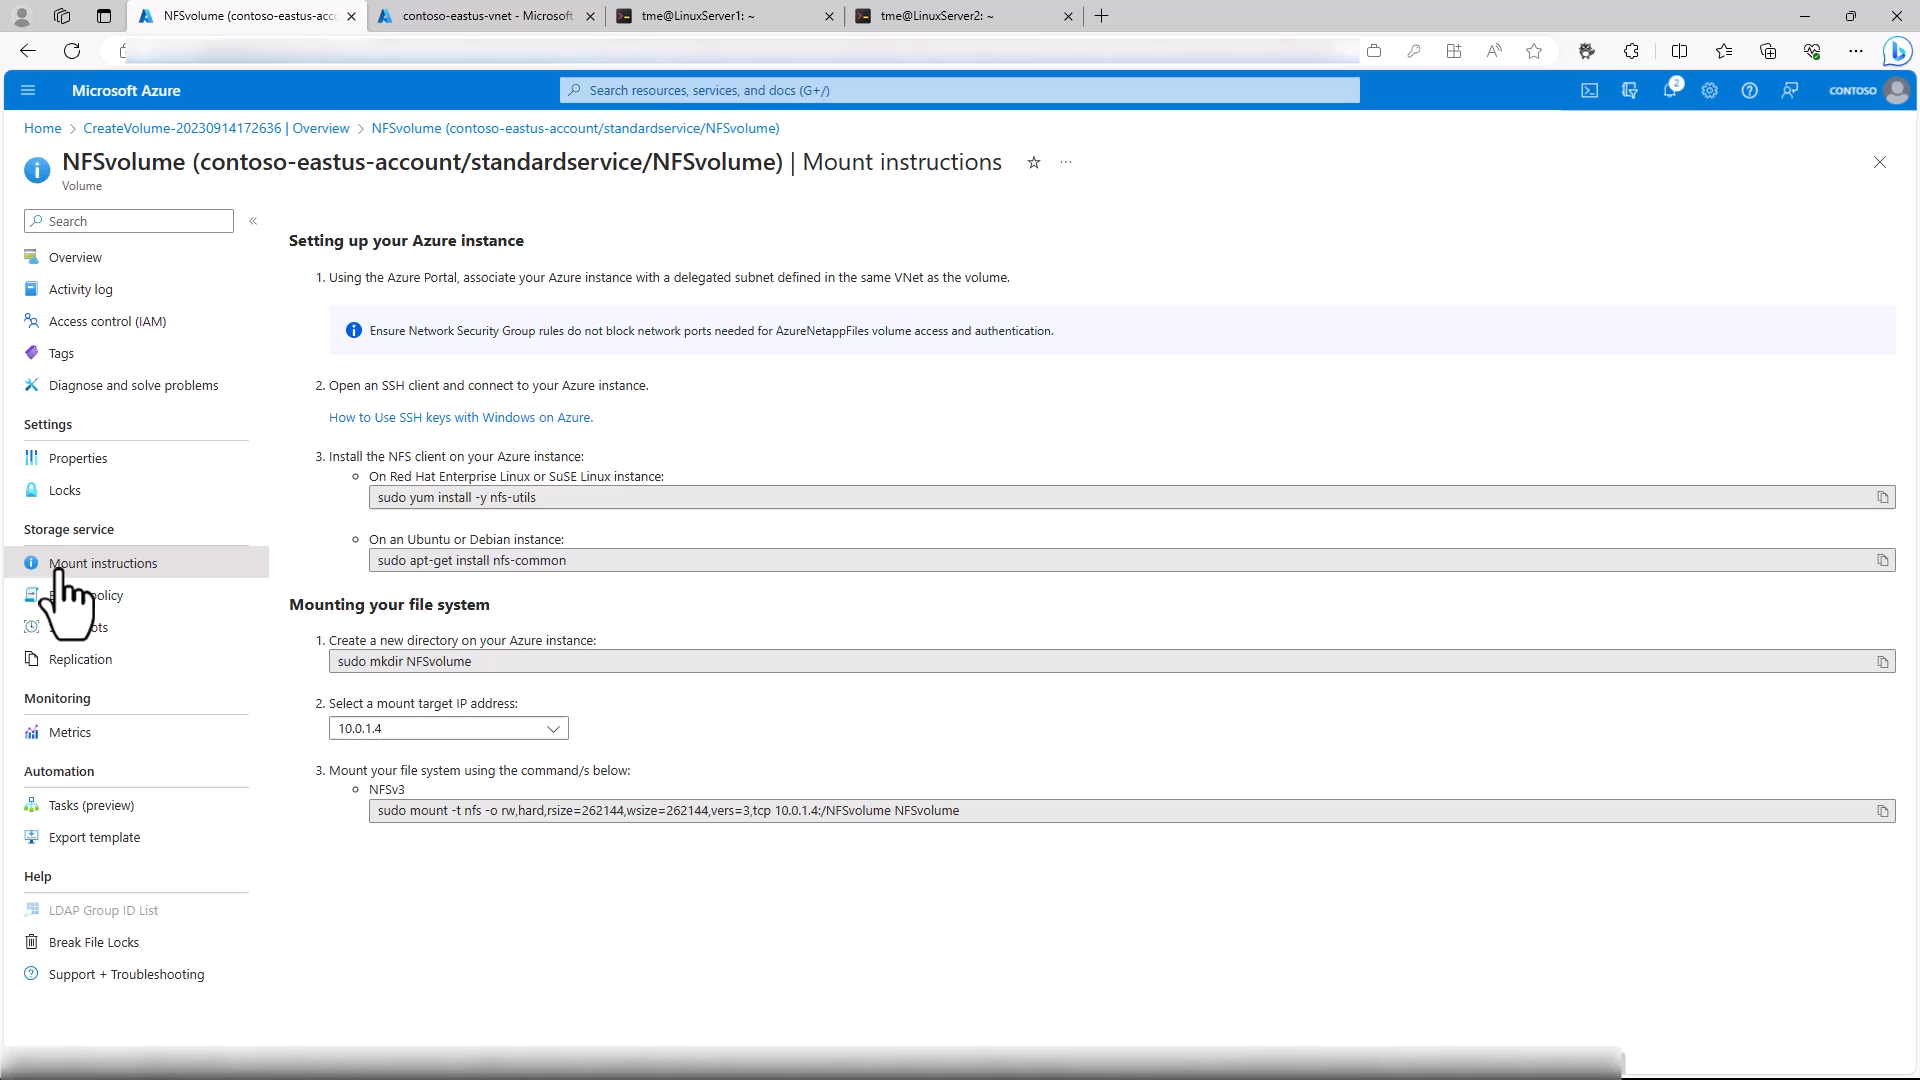 NFSvolume (contoso-eastus-acc
contoso-eastus-vnet - Microsoft
tme@LinuxServer1: ~
tme@LinuxServer2: ~
Microsoft Azure
Search resources, services, and docs (G+/)
2
CONTOSO
Home > CreateVolume-20230914172636 | Overview > NFSvolume (contoso-eastus-account/standardservice/NFSvolume)
NFSvolume (contoso-eastus-account/standardservice/NFSvolume) | Mount instructions
Volume
Search
Overview
Activity log
Access control (IAM)
Tags
Diagnose and solve problems
Settings
Properties
Locks
Storage service
Mount instructions
policy
Replication
Monitoring
Metrics
Automation
Tasks (preview)
Export template
Help
LDAP Group ID List
Break File Locks
Support + Troubleshooting
Setting up your Azure instance
1. Using the Azure Portal, associate your Azure instance with a delegated subnet defined in the same VNet as the volume.
Ensure Network Security Group rules do not block network ports needed for AzureNetappFiles volume access and authentication.
2. Open an SSH client and connect to your Azure instance.
How to Use SSH keys with Windows on Azure.
3. Install the NFS client on your Azure instance:
On Red Hat Enterprise Linux or SuSE Linux instance:
sudo yum install -y nfs-utils
On an Ubuntu or Debian instance:
sudo apt-get install nfs-common
Mounting your file system
1. Create a new directory on your Azure instance:
sudo mkdir NFSvolume
2. Select a mount target IP address:
10.0.1.4
3. Mount your file system using the command/s below:
NFSv3
sudo mount -t nfs -o rw,hard,rsize=262144,wsize=262144,vers=3,tcp 10.0.1.4:/NFSvolume NFSvolume